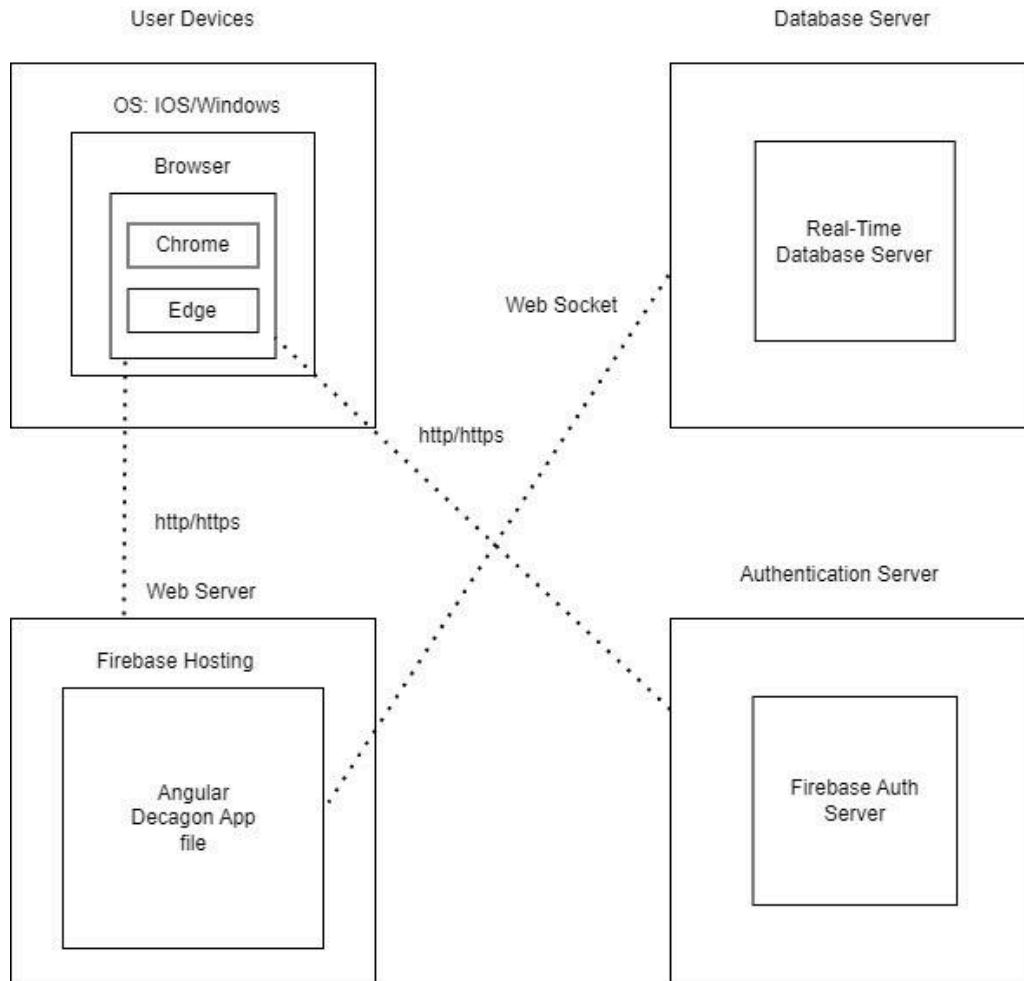 User Devices
Database Server
OS: IOS/Windows
Browser
Chrome
Edge
Real-Time
Database Server
Web Socket
http/https
http/https
Web Server
Authentication Server
Firebase Hosting
Angular
Decagon App
file
Firebase Auth
Server